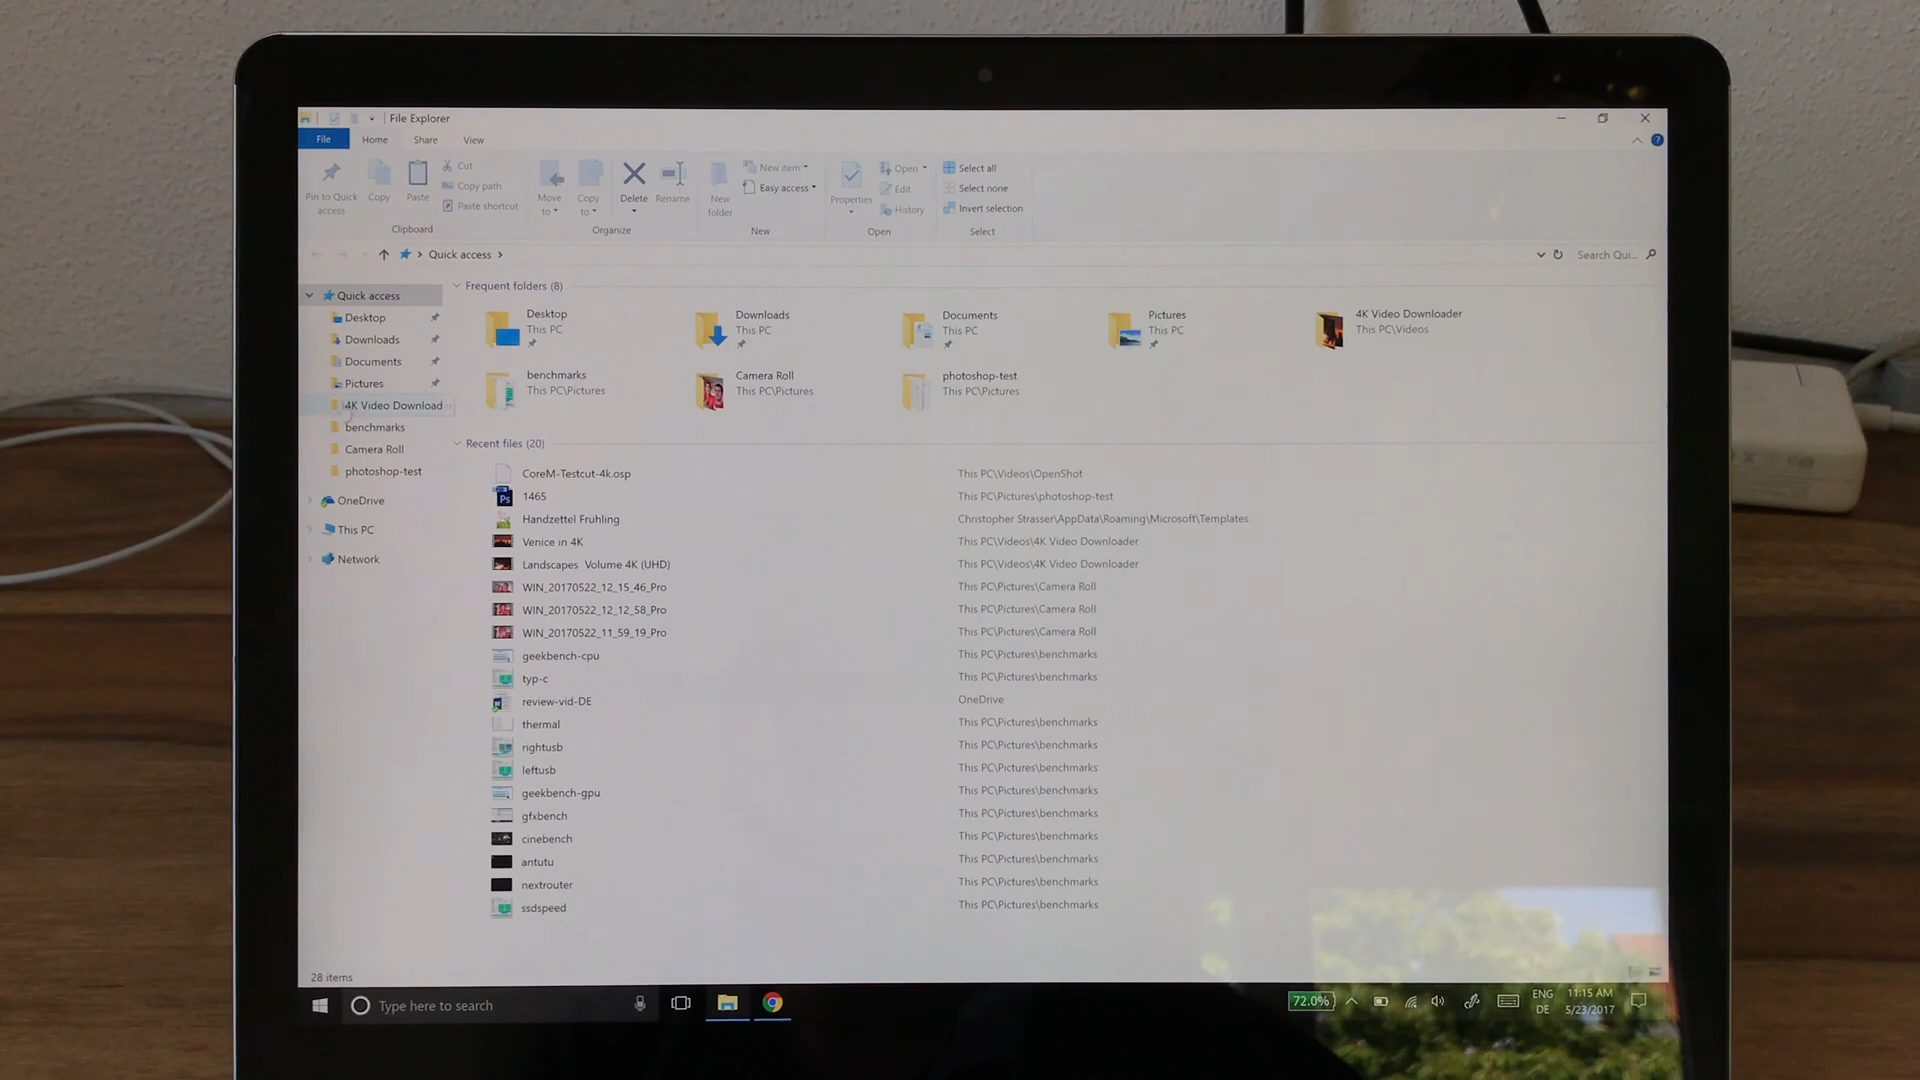 File Explorer
File Home Share View
Pin to Quick access
Copy
Paste
Cut
Copy path
Paste shortcut
Clipboard
Move to
Copy to
Delete
Rename
Organize
New folder
New item
Easy access
New
Properties
Open
Edit
History
Open
Select all
Select none
Invert selection
Select
Quick access
Search Qui...
Quick access
Desktop
Downloads
Documents
Pictures
4K Video Download
benchmarks
Camera Roll
photoshop-test
OneDrive
This PC
Network
Frequent folders (8)
Desktop
This PC
Downloads
This PC
Documents
This PC
Pictures
This PC
4K Video Downloader
This PC\Videos
benchmarks
This PC\Pictures
Camera Roll
This PC\Pictures
photoshop-test
This PC\Pictures
Recent files (20)
CoreM-Testcut-4k.osp This PC\Videos\OpenShot
Ps 1465 This PC\Pictures\photoshop-test
Handzettel Frühling Christopher Strasser\AppData\Roaming\Microsoft\Templates
Venice in 4K This PC\Videos\4K Video Downloader
Landscapes Volume 4K (UHD) This PC\Videos\4K Video Downloader
WIN_20170522_12_15_46_Pro This PC\Pictures\Camera Roll
WIN_20170522_12_12_58_Pro This PC\Pictures\Camera Roll
WIN_20170522_11_59_19_Pro This PC\Pictures\Camera Roll
geekbench-cpu This PC\Pictures\benchmarks
typ-c This PC\Pictures\benchmarks
review-vid-DE OneDrive
thermal This PC\Pictures\benchmarks
rightusb This PC\Pictures\benchmarks
leftusb This PC\Pictures\benchmarks
geekbench-gpu This PC\Pictures\benchmarks
gfxbench This PC\Pictures\benchmarks
cinebench This PC\Pictures\benchmarks
antutu This PC\Pictures\benchmarks
nextrouter This PC\Pictures\benchmarks
ssdspeed This PC\Pictures\benchmarks
28 items
Type here to search
72.0%
ENG
DE
11:15 AM
5/23/2017